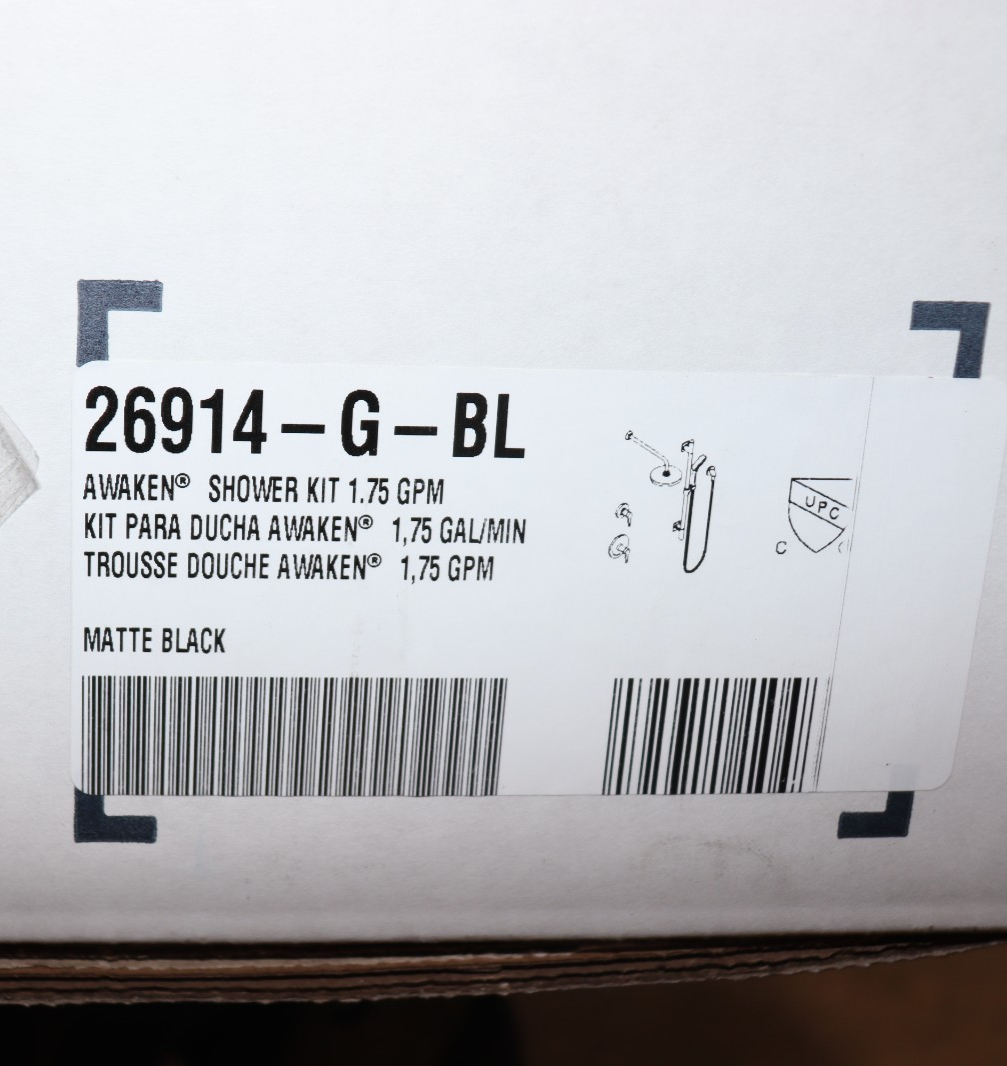 26914-G-BL
AWAKEN® SHOWER KIT 1.75 GPM
KIT PARA DUCHA AWAKEN® 1,75 GAL/MIN
TROUSSE DOUCHE AWAKEN® 1,75 GPM
UPC
C
MATTE BLACK